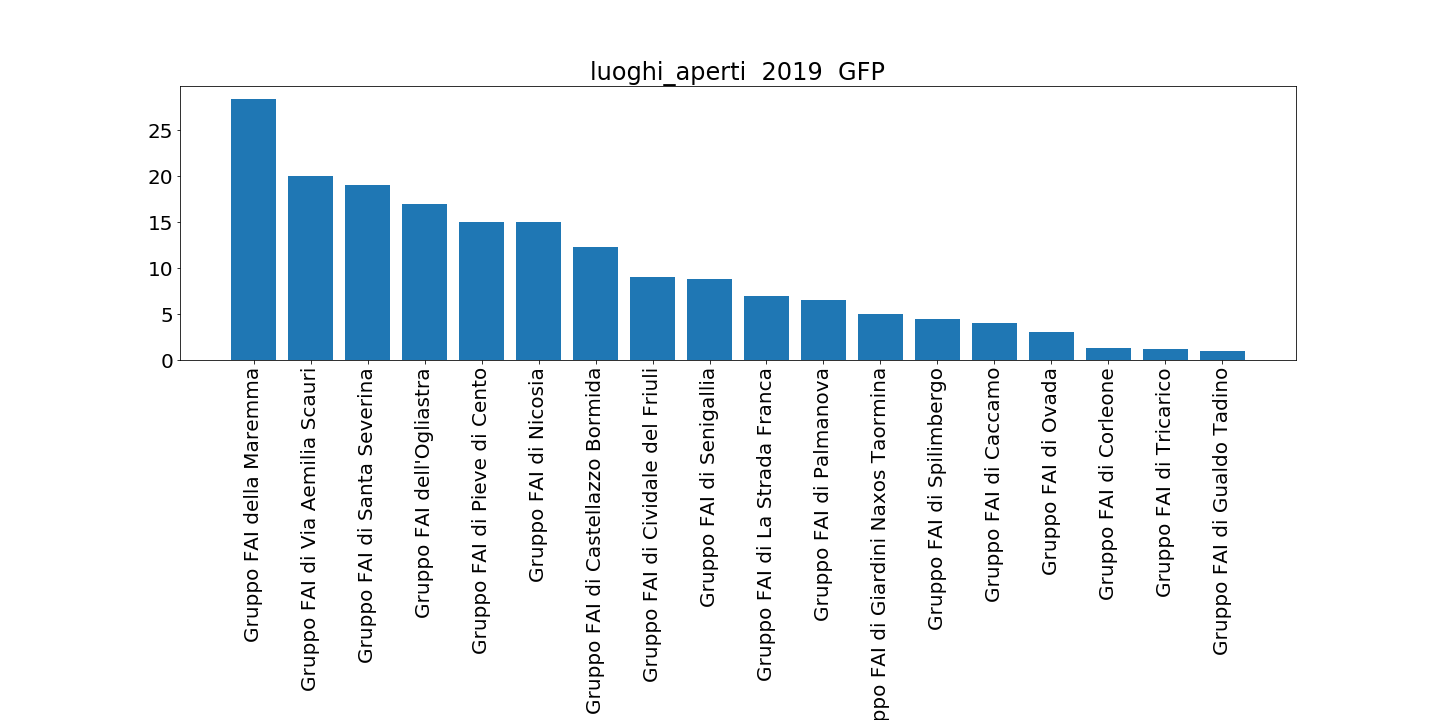 luoghi_aperti  2019  GFP
25
20
15
10
5
0
Gruppo FAI della Maremma
Gruppo FAI di Via Aemilia Scauri
Gruppo FAI di Santa Severina
Gruppo FAI dell'Ogliastra
Gruppo FAI di Pieve di Cento
Gruppo FAI di Nicosia
Gruppo FAI di Castellazzo Bormida
Gruppo FAI di Cividale del Friuli
Gruppo FAI di Senigallia
Gruppo FAI di La Strada Franca
Gruppo FAI di Palmanova
ppo FAI di Giardini Naxos Taormina
Gruppo FAI di Spilimbergo
Gruppo FAI di Caccamo
Gruppo FAI di Ovada
Gruppo FAI di Corleone
Gruppo FAI di Tricarico
Gruppo FAI di Gualdo Tadino